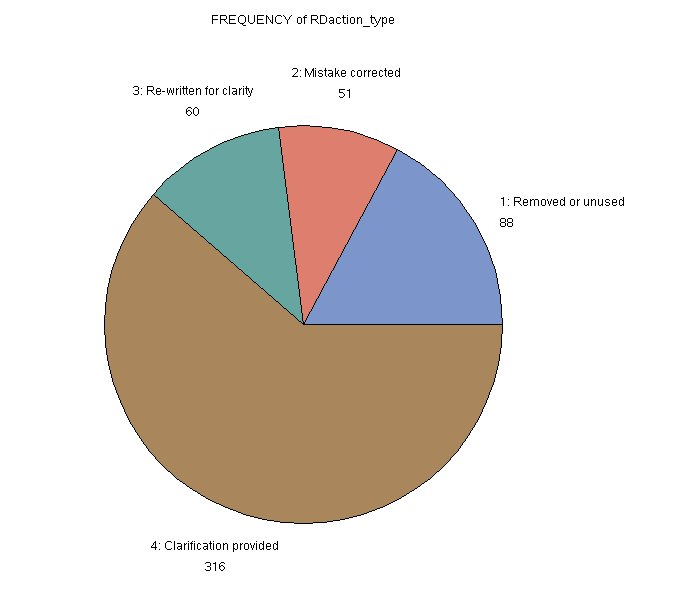 FREQUENCY of RDaction_type
2: Mistake corrected
51
3: Re-written for clarity
60
1: Removed or unused
88
4: Clarification provided
316